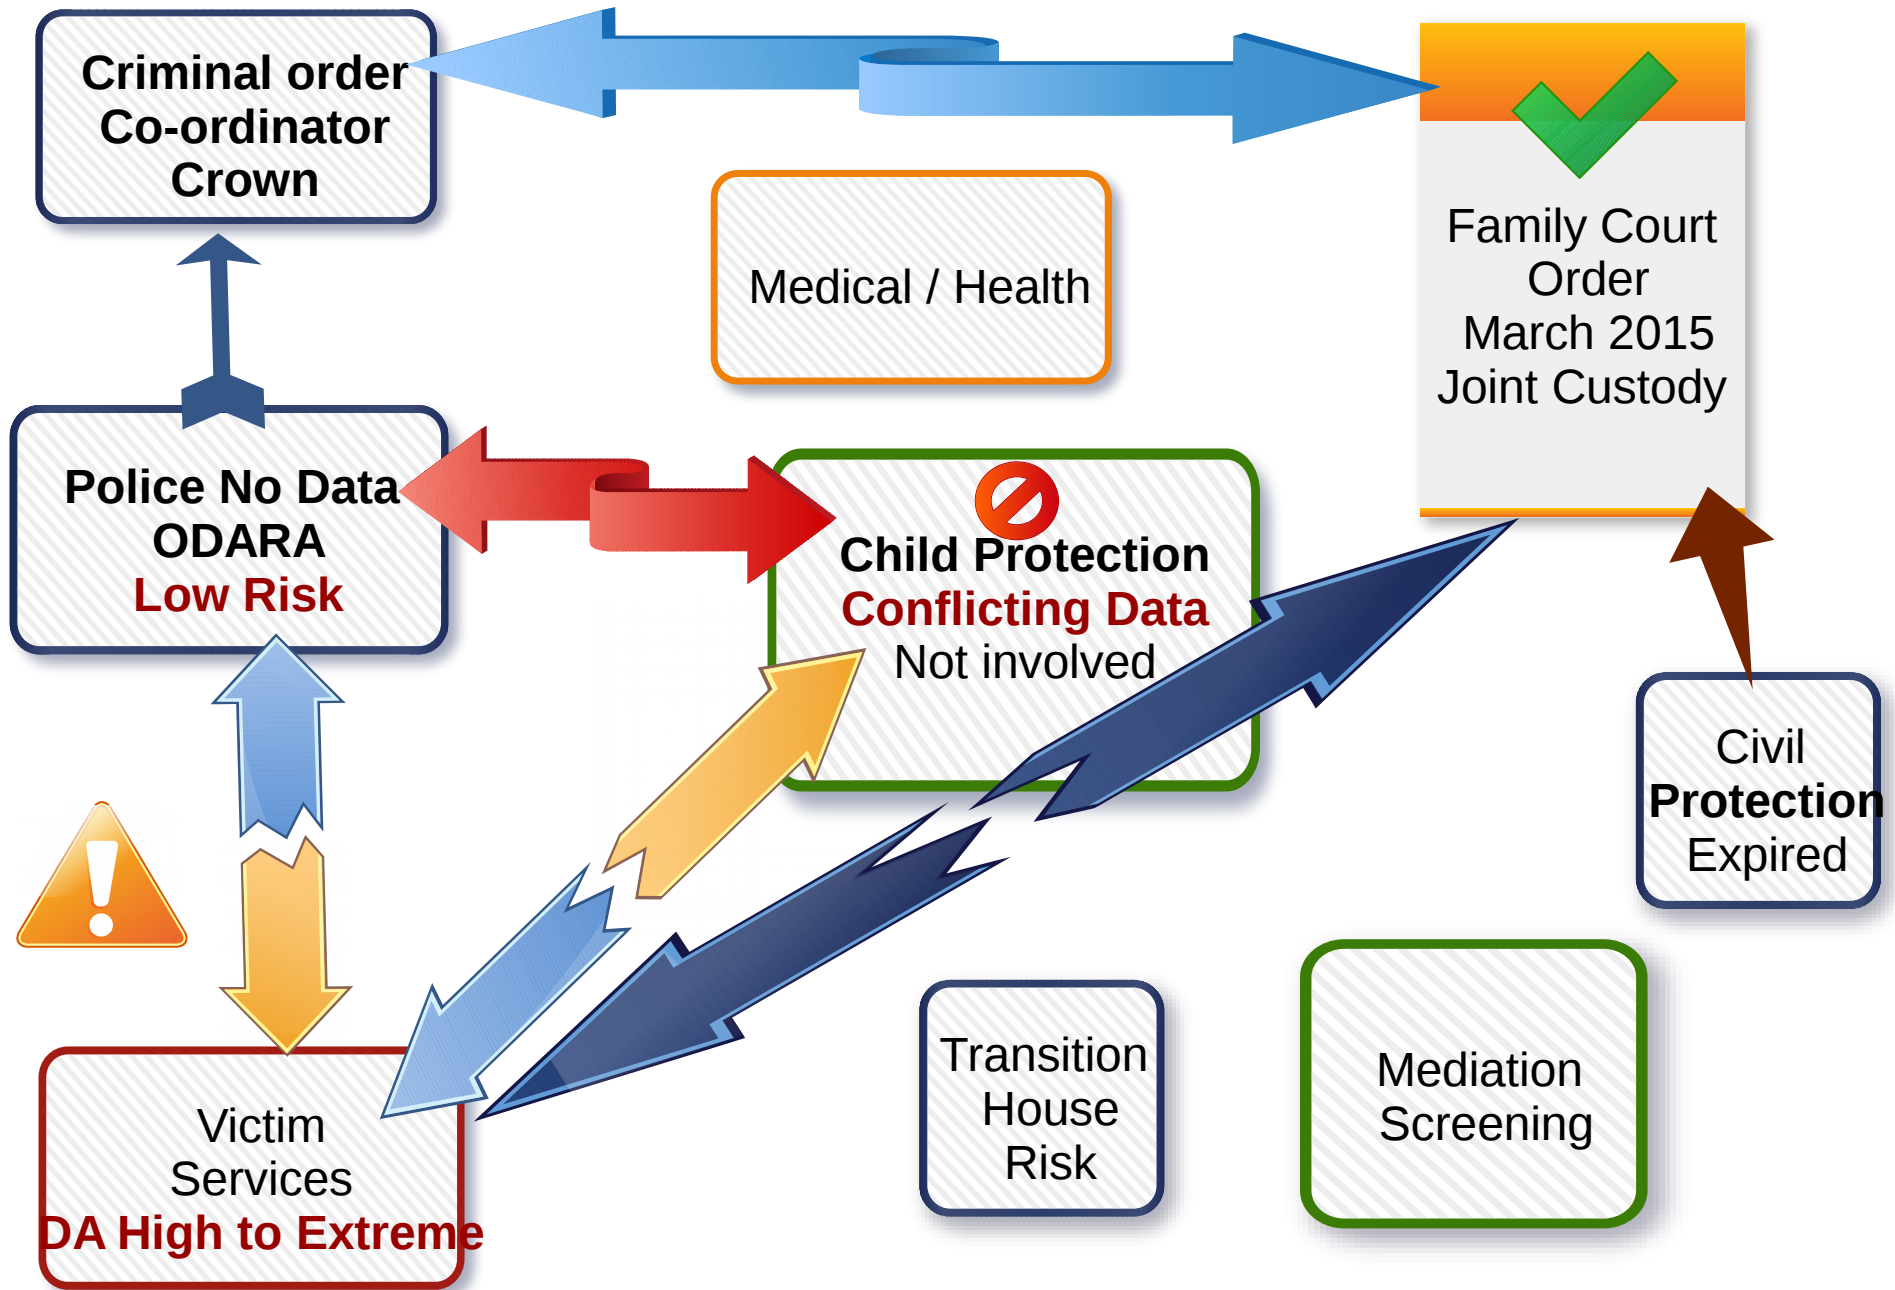 Criminal order
Co-ordinator
Crown
Medical / Health
Family Court
Order
March 2015
Joint Custody
Police No Data
ODARA
Low Risk
Child Protection
Conflicting Data
Not involved
Civil
Protection
Expired
Victim
Services
DA High to Extreme
Transition
House
Risk
Mediation
Screening